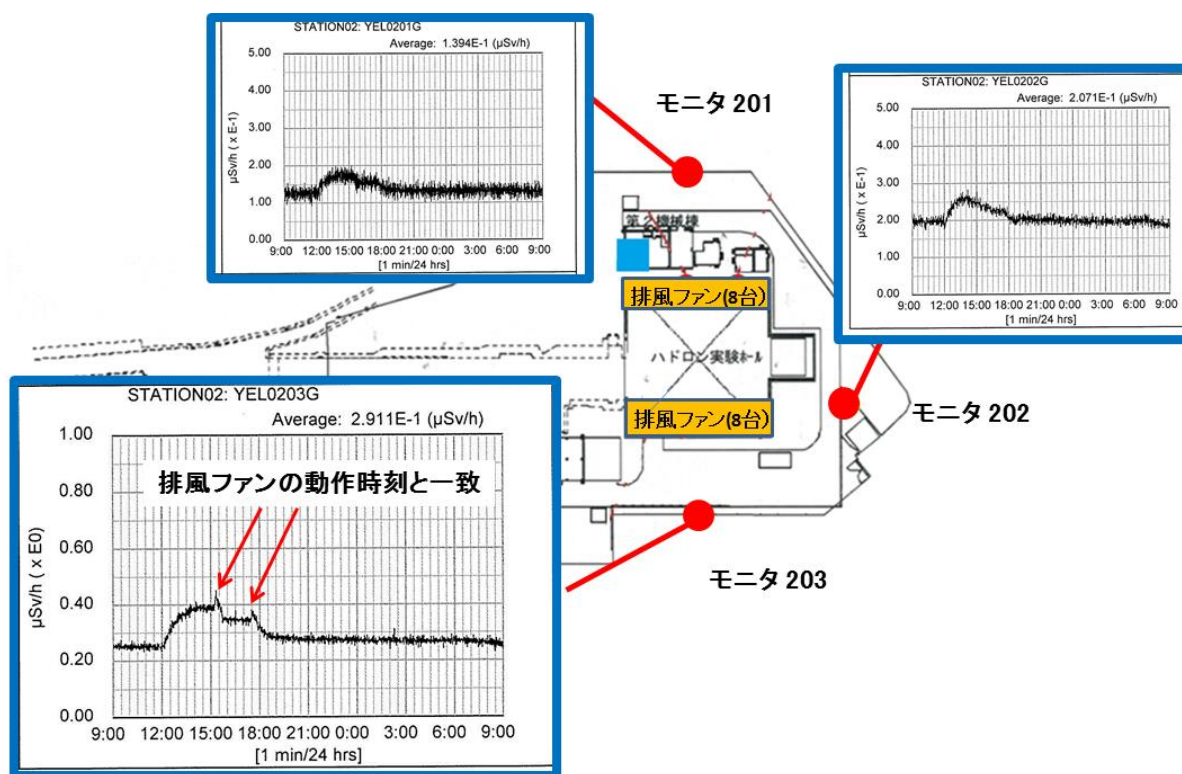 STATION02: YEL0201G
Average: 1.394E-1 (µSv/h)
µSv/h ( x E-1)
5.00
4.00
3.00
2.00
1.00
0.00
9:00 12:00 15:00 18:00 21:00 0:00 3:00 6:00 9:00
[1 min/24 hrs]
モニタ 201
STATION02: YEL0202G
Average: 2.071E-1 (µSv/h)
µSv/h ( x E-1)
5.00
4.00
3.00
2.00
1.00
0.00
9:00 12:00 15:00 18:00 21:00 0:00 3:00 6:00 9:00
[1 min/24 hrs]
モニタ 202
第2機械棟
排風ファン(8台)
ハドロン実験ホール
排風ファン(8台)
STATION02: YEL0203G
Average: 2.911E-1 (µSv/h)
排風ファンの動作時刻と一致
µSv/h ( x E0)
1.00
0.80
0.60
0.40
0.20
0.00
9:00 12:00 15:00 18:00 21:00 0:00 3:00 6:00 9:00
[1 min/24 hrs]
モニタ 203